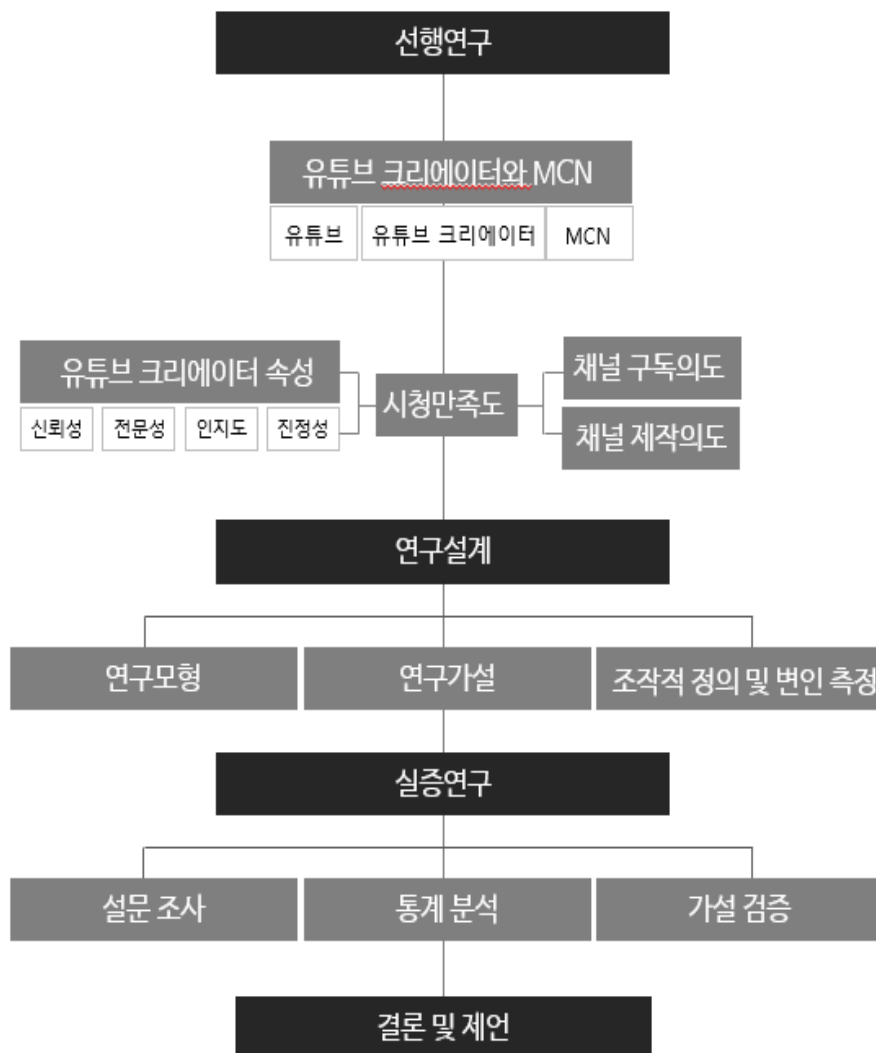 선행연구
유튜브 크리에이터와 MCN
유튜브 유튜브 크리에이터 MCN
유튜브 크리에이터 속성
신뢰성 전문성 인지도 진정성
시청만족도
채널 구독의도
채널 제작의도
연구설계
연구모형 연구가설 조작적 정의 및 변인 측정
실증연구
설문 조사 통계 분석 가설 검증
결론 및 제언